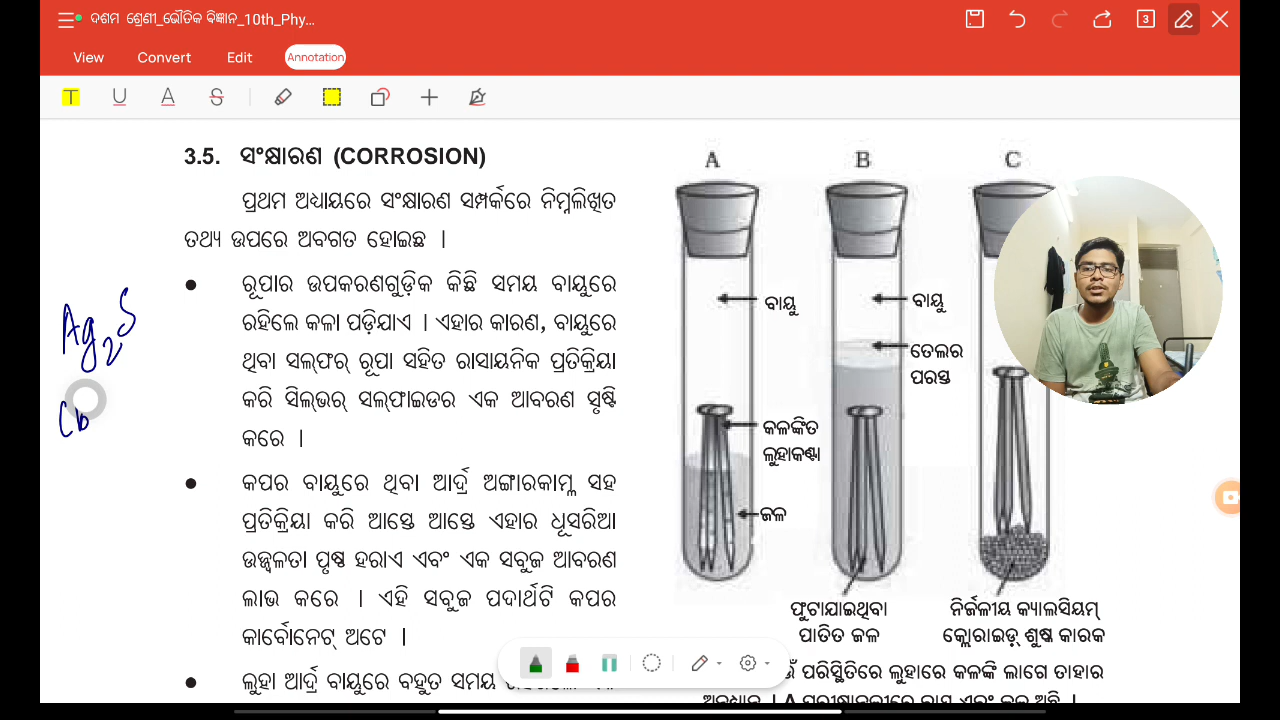 ଦଶମ ଶ୍ରେଣୀ_ଭୌତିକ ବିଜ୍ଞାନ_10th_Phy...
3
View Convert Edit Annotation
3.5. ସଂକ୍ଷାରଣ (CORROSION)
ପ୍ରଥମ ଅଧ୍ୟାୟରେ ସଂକ୍ଷାରଣ ସମ୍ପର୍କରେ ନିମ୍ନଲିଖିତ
ତଥ୍ୟ ଉପରେ ଅବଗତ ହୋଇଛ ।
● ରୂପାର ଉପକରଣଗୁଡ଼ିକ କିଛି ସମୟ ବାୟୁରେ
ରହିଲେ କଳା ପଡ଼ିଯାଏ । ଏହାର କାରଣ, ବାୟୁରେ
ଥିବା ସଲ୍‌ଫର୍ ରୂପା ସହିତ ରାସାୟନିକ ପ୍ରତିକ୍ରିୟା
କରି ସିଲ୍‌ଭର୍ ସଲ୍‌ଫାଇଡର ଏକ ଆବରଣ ସୃଷ୍ଟି
କରେ ।
● କପର ବାୟୁରେ ଥିବା ଆର୍ଦ୍ର ଅଙ୍ଗାରକାମ୍ଳ ସହ
ପ୍ରତିକ୍ରିୟା କରି ଆସ୍ତେ ଆସ୍ତେ ଏହାର ଧୂସରିଆ
ଉଜ୍ଜ୍ୱଳତା ପୃଷ୍ଠ ହରାଏ ଏବଂ ଏକ ସବୁଜ ଆବରଣ
ଲାଭ କରେ । ଏହି ସବୁଜ ପଦାର୍ଥଟି କପର
କାର୍ବୋନେଟ୍ ଅଟେ ।
● ଲୁହା ଆର୍ଦ୍ର ବାୟୁରେ ବହୁତ ସମୟ
Ag2S
A
B
C
ବାୟୁ
ବାୟୁ
ତେଲର
ପରସ୍ତ
କଳଙ୍କିତ
ଲୁହାକଣ୍ଟା
ଜଳ
ଫୁଟାଯାଇଥିବା
ପାତିତ ଜଳ
ନିର୍ଜଳୀୟ କ୍ୟାଲସିୟମ୍
କ୍ଲୋରାଇଡ୍ ଶୁଷ୍କ କାରକ
ପରିସ୍ଥିତିରେ ଲୁହାରେ କଳଙ୍କି ଲାଗେ ତାହାର